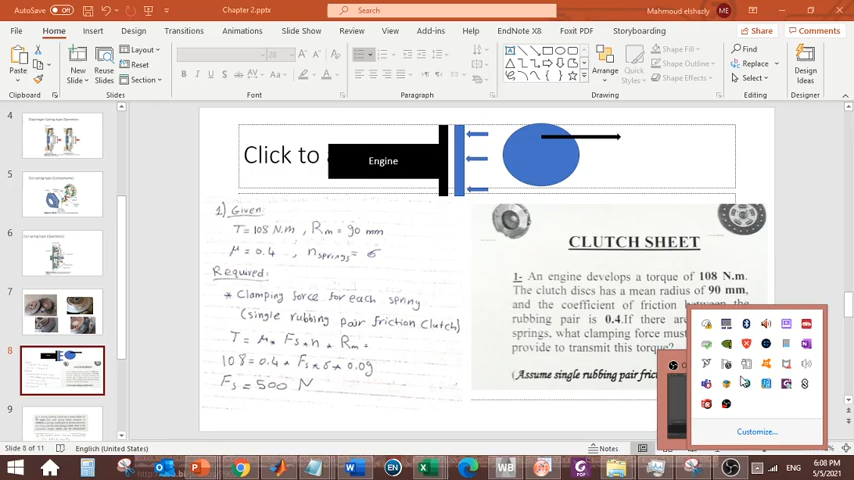 AutoSave Off
Chapter 2.pptx
Search
Mahmoud elshazly ME
File Home Insert Design Transitions Animations Slide Show Review View Help EndNote X8 Foxit PDF Storyboarding Share Comments
Paste
New Slide
Reuse Slides
Layout
Reset
Section
Arrange
Quick Styles
Shape Fill
Shape Outline
Shape Effects
Find
Replace
Select
Design Ideas
Clipboard
Slides
Font
Paragraph
Drawing
Editing
Designer
4
5
6
7
8
9
Click to
Engine
1) Given:
T = 108 N.m , Rm = 90 mm
μ = 0.4 , n springs = 6
Required:
* Clamping force for each spring
(single rubbing pair friction Clutch)
T = μ * Fs * n * Rm
108 = 0.4 * Fs * 6 * 0.09
Fs = 500 N
CLUTCH SHEET
1- An engine develops a torque of 108 N.m.
The clutch discs has a mean radius of 90 mm,
and the coefficient of friction between the
rubbing pair is 0.4.If there are
springs, what clamping force must
provide to transmit this torque?
(Assume single rubbing pair fric
Customize...
Slide 8 of 11
English (United States)
Notes
ENG
6:08 PM
5/5/2021